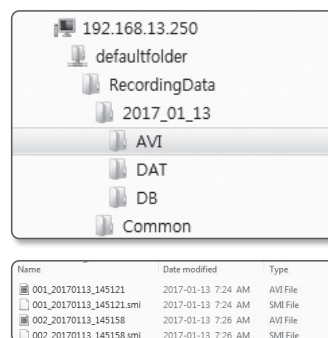 192.168.13.250
defaultfolder
RecordingData
2017_01_13
AVI
DAT
DB
Common
Name Date modified Type
001_20170113_145121 2017-01-13 7:24 AM AVI File
001_20170113_145121.smi 2017-01-13 7:24 AM SMI File
002_20170113_145158 2017-01-13 7:26 AM AVI File
002_20170113_145158.smi 2017-01-13 7:26 AM SMI File